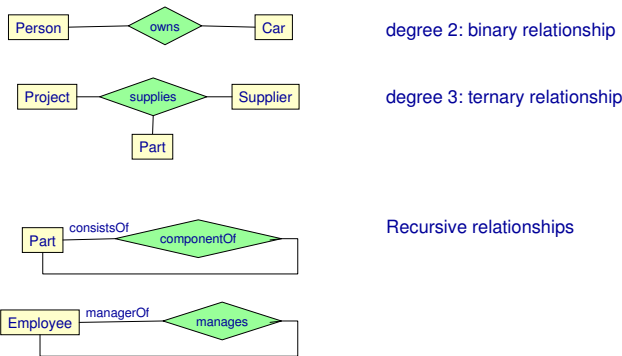 Person owns Car degree 2: binary relationship
Project supplies Supplier degree 3: ternary relationship
Part
consistsOf
Part componentOf Recursive relationships
managerOf
Employee manages